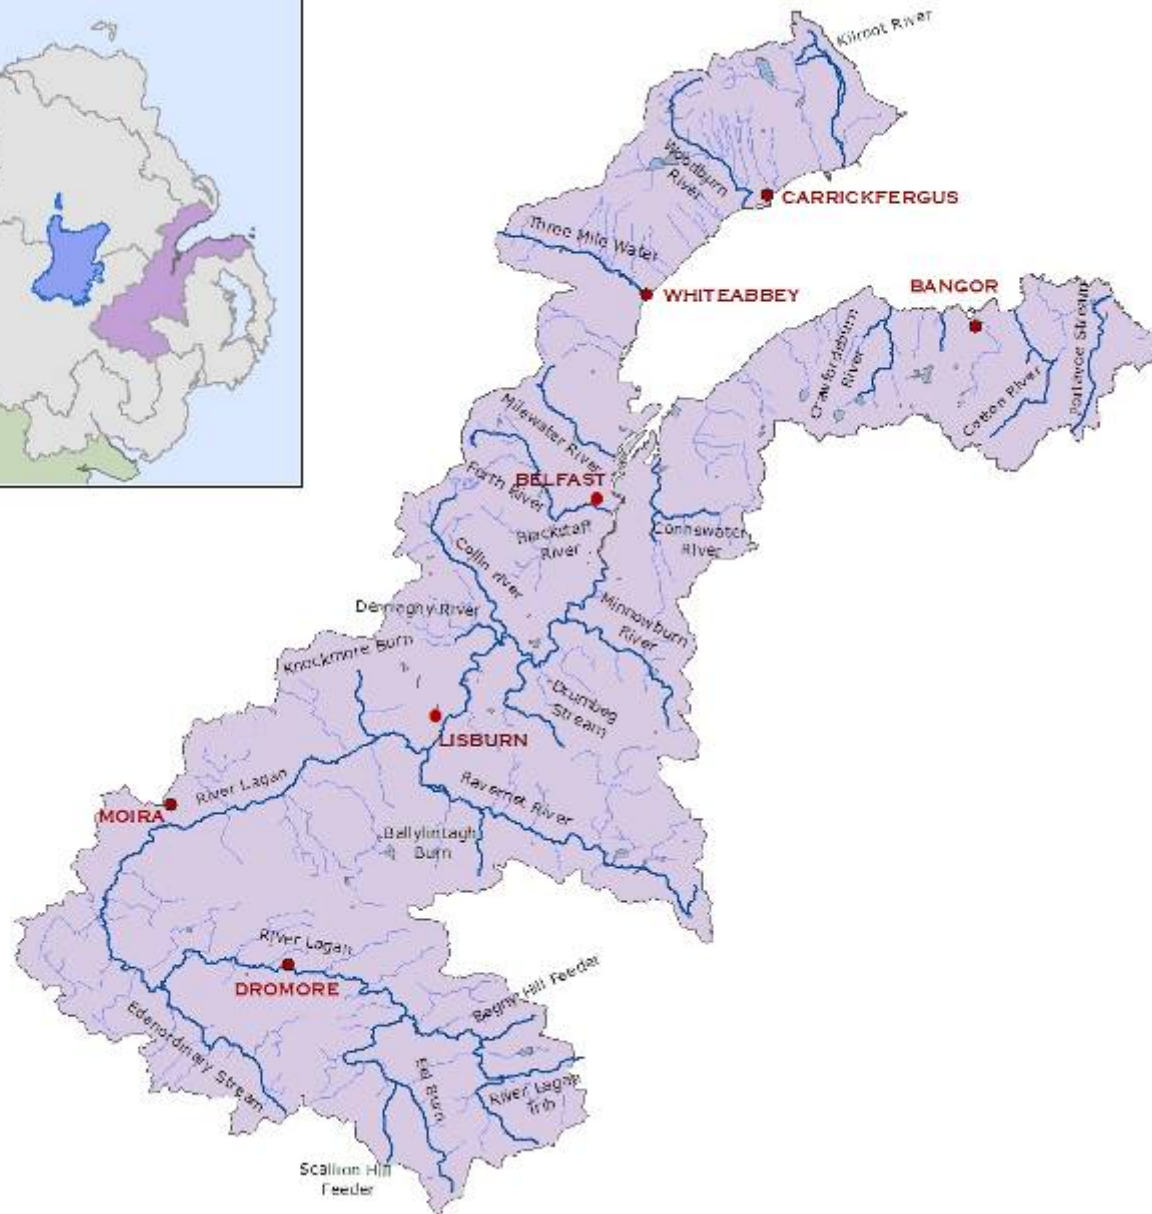 Kilroot River
Woodburn
River
CARRICKFERGUS
Three Mile Water
WHITEABBEY
BANGOR
Crawfordsburn
River
Cotton River
Portavoe Stream
Milewater River
BELFAST
Forth River
Blackstaff
River
Connswater
River
Collin river
Derriaghy River
Minnowburn
River
Knockmore Burn
Drumbeg
Stream
LISBURN
River Lagan
Ravernet River
MOIRA
Ballylintagh
Burn
River Lagan
DROMORE
Begny Hill Feeder
Edenordinary Stream
Eel Burn
River Lagan
Trib
Scallion Hill
Feeder